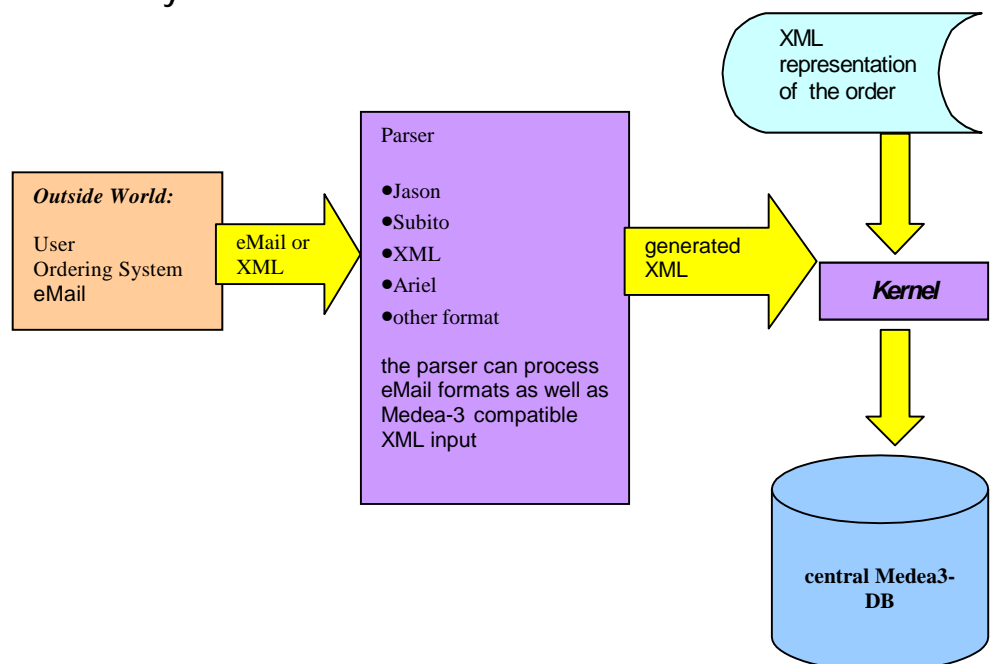 XML
representation
of the order
Parser
•Jason
•Subito
•XML
•Ariel
•other format
the parser can process
eMail formats as well as
Medea-3 compatible
XML input
Outside World:
User
Ordering System
eMail
eMail or
XML
generated
XML
Kernel
central Medea3-
DB